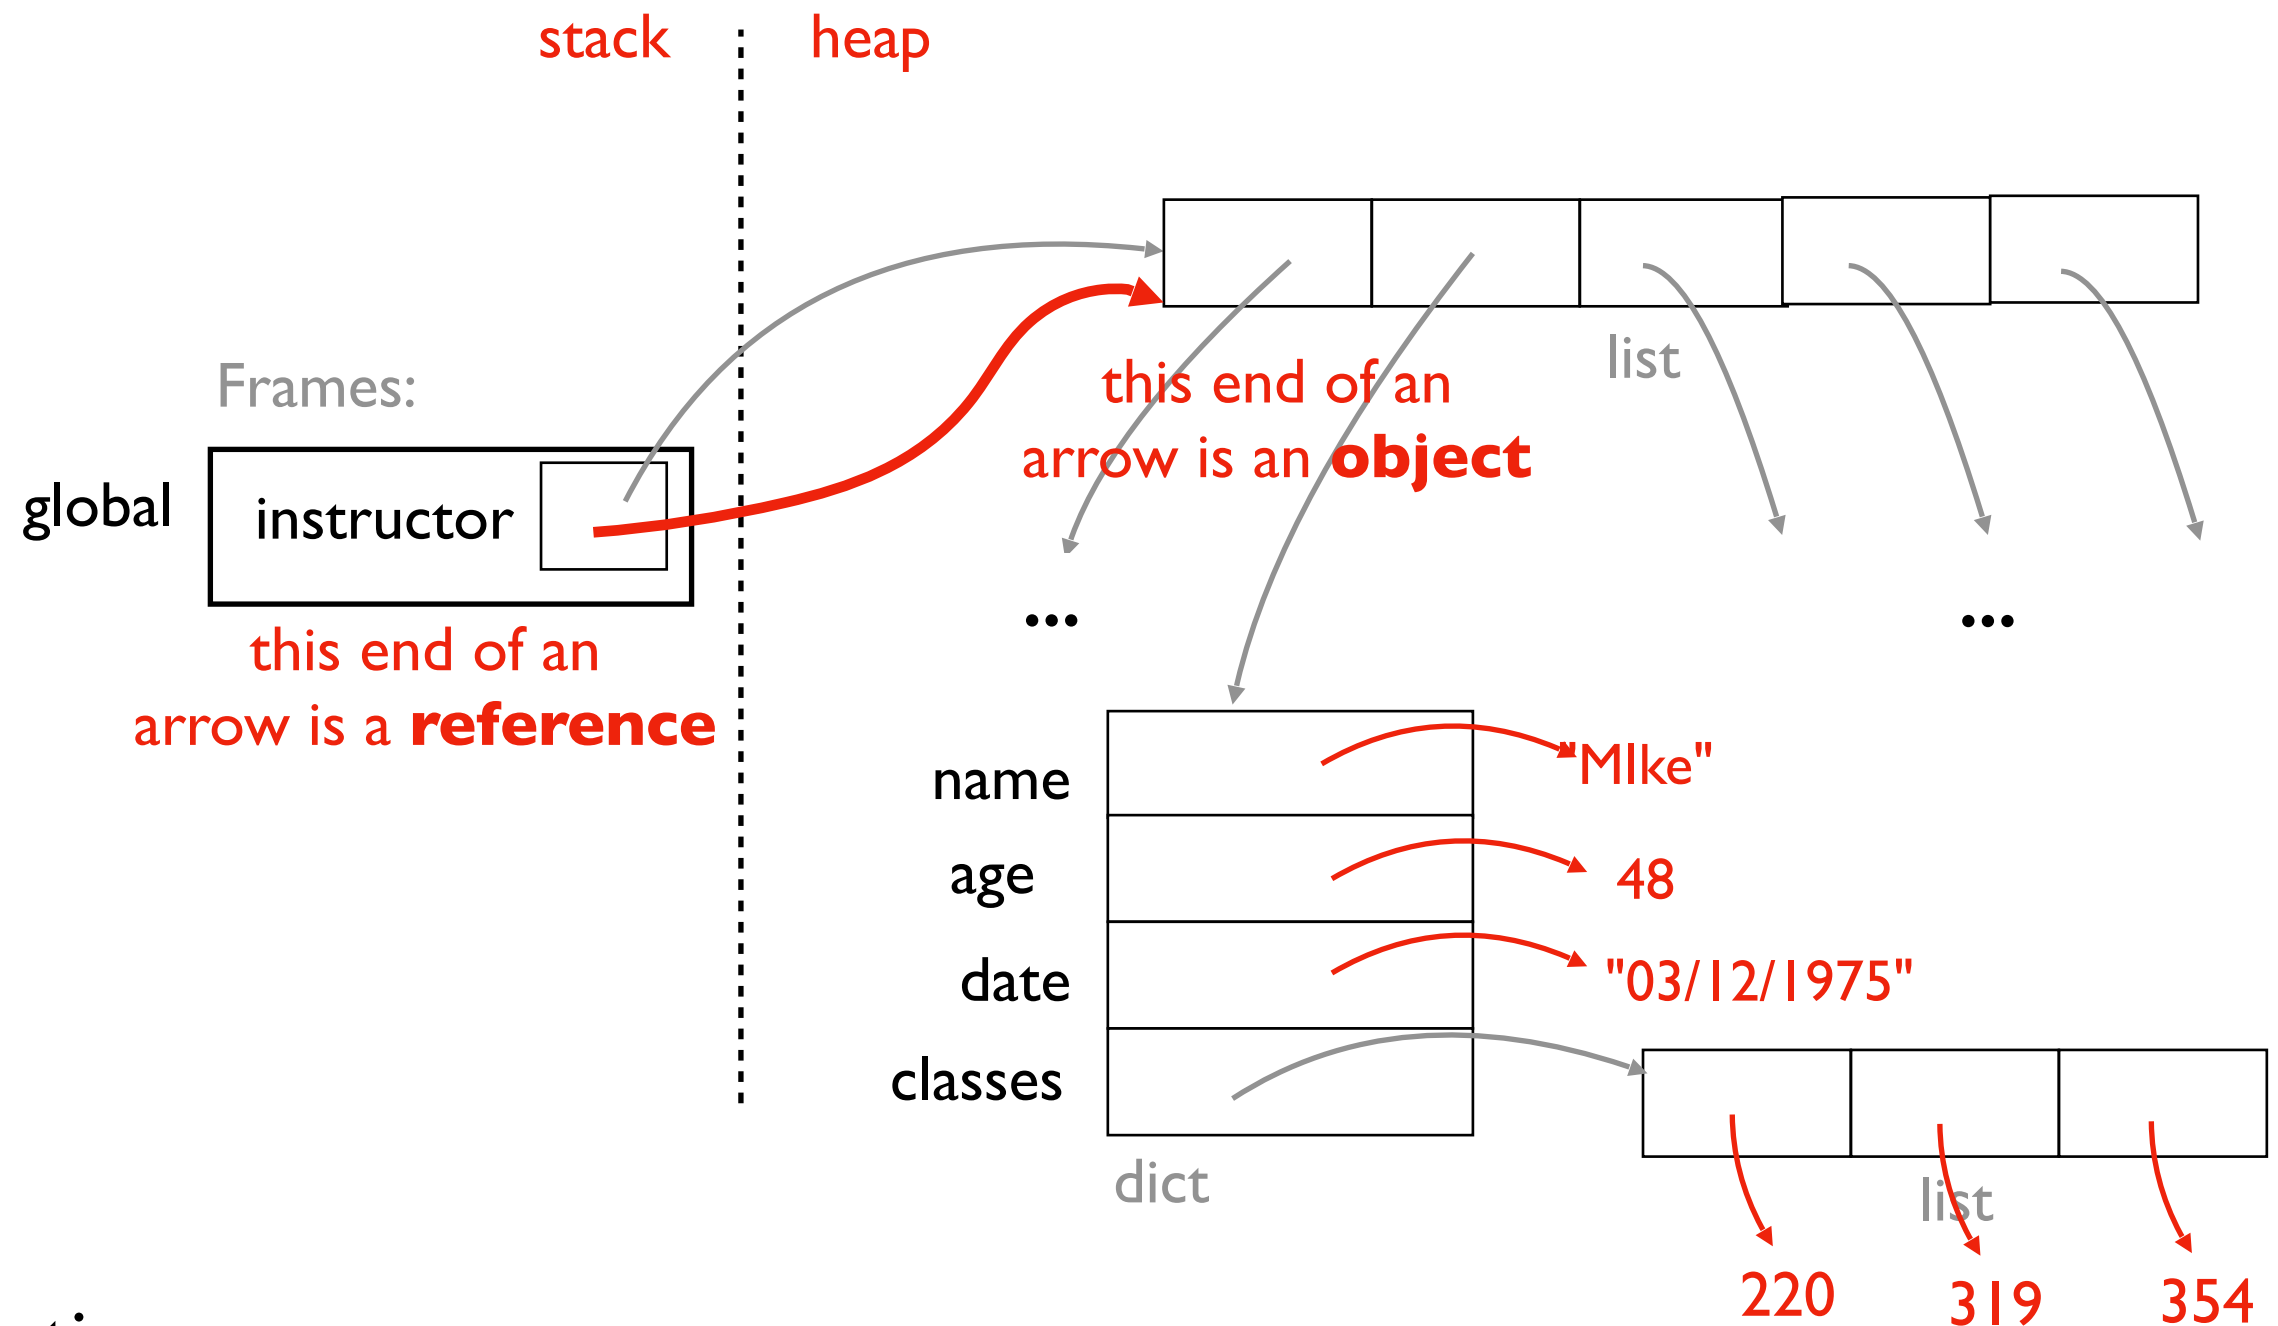 stack
heap
Frames:
global
instructor
this end of an
arrow is a reference
list
this end of an
arrow is an object
...
...
name
"MIke"
age
48
date
"03/12/1975"
classes
dict
list
220
319
354